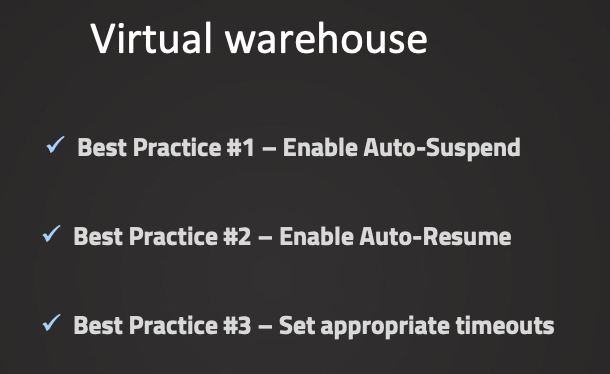 Virtual warehouse
✓ Best Practice #1 – Enable Auto-Suspend
✓ Best Practice #2 – Enable Auto-Resume
✓ Best Practice #3 – Set appropriate timeouts